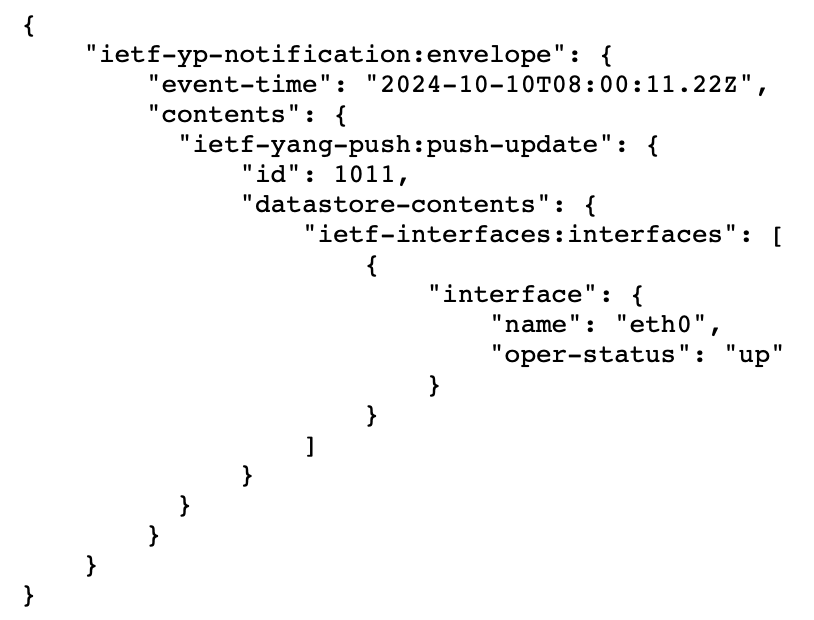 {
    "ietf-yp-notification:envelope": {
        "event-time": "2024-10-10T08:00:11.22Z",
        "contents": {
          "ietf-yang-push:push-update": {
              "id": 1011,
              "datastore-contents": {
                  "ietf-interfaces:interfaces": [
                      {
                          "interface": {
                              "name": "eth0",
                              "oper-status": "up"
                          }
                      }
                  ]
              }
          }
        }
    }
}